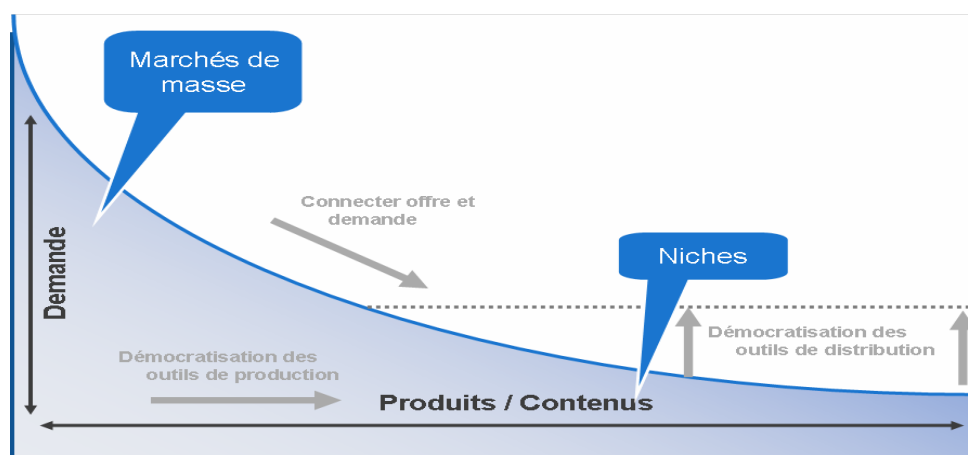 Marchés de
masse
Connecter offre et
demande
Niches
Demande
Démocratisation des
outils de distribution
Démocratisation des
outils de production
Produits / Contenus